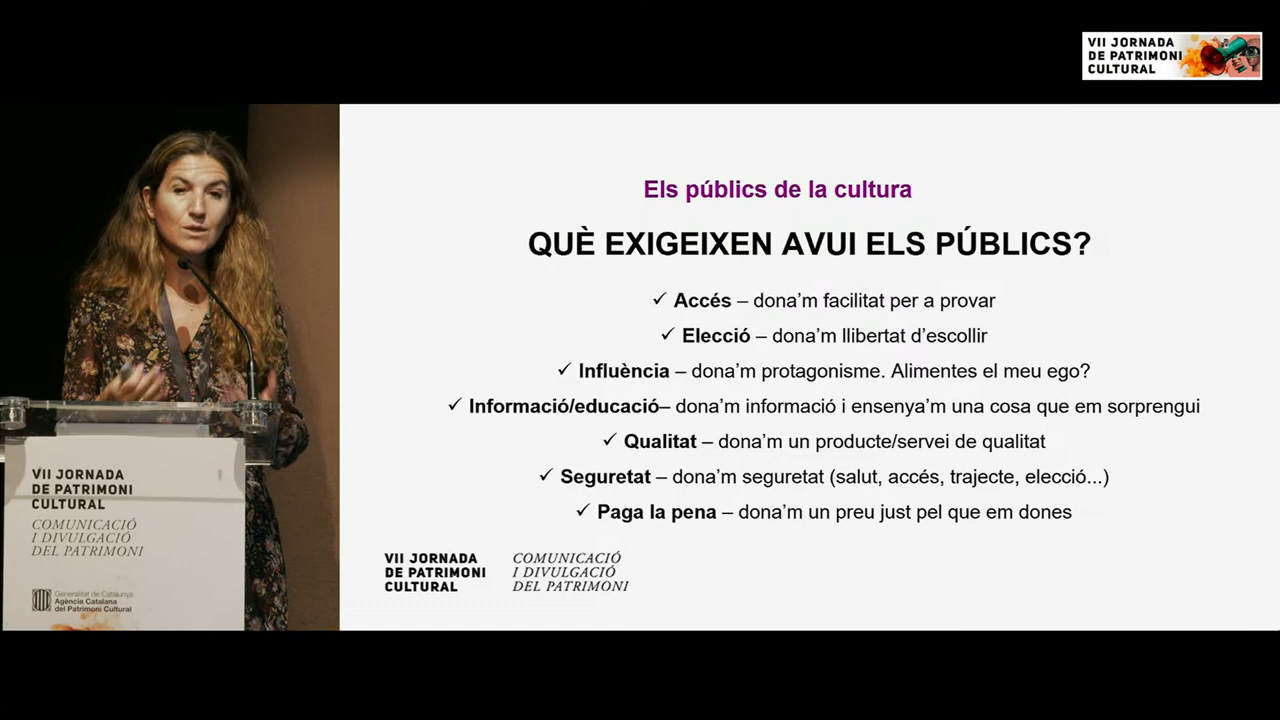 VII JORNADA
DE PATRIMONI
CULTURAL
Els públics de la cultura
QUÈ EXIGEIXEN AVUI ELS PÚBLICS?
✓ Accés – dona’m facilitat per a provar
✓ Elecció – dona’m llibertat d’escollir
✓ Influència – dona’m protagonisme. Alimentes el meu ego?
✓ Informació/educació– dona’m informació i ensenya’m una cosa que em sorprengui
✓ Qualitat – dona’m un producte/servei de qualitat
✓ Seguretat – dona’m seguretat (salut, accés, trajecte, elecció...)
✓ Paga la pena – dona’m un preu just pel que em dones
VII JORNADA
DE PATRIMONI
CULTURAL
COMUNICACIÓ
I DIVULGACIÓ
DEL PATRIMONI
VII JORNADA
DE PATRIMONI
CULTURAL
COMUNICACIÓ
I DIVULGACIÓ
DEL PATRIMONI
Generalitat de Catalunya
Agència Catalana
del Patrimoni Cultural